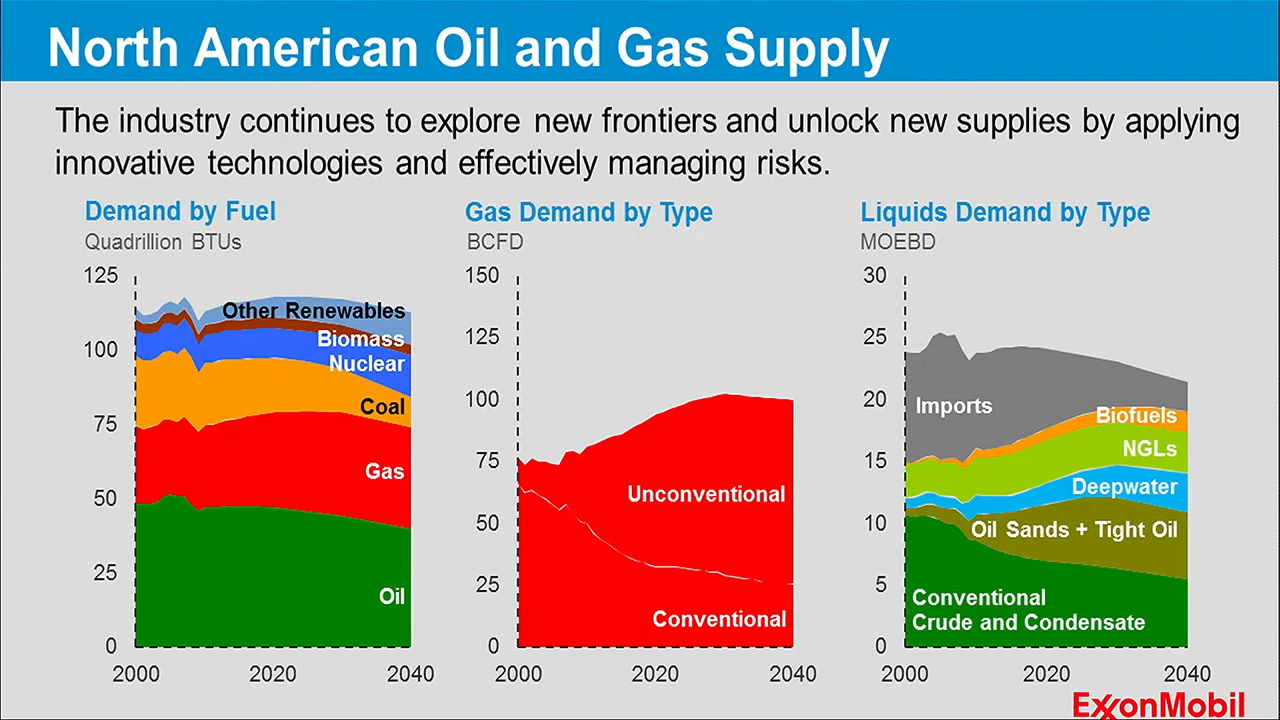 North American Oil and Gas Supply
The industry continues to explore new frontiers and unlock new supplies by applying
innovative technologies and effectively managing risks.
Demand by Fuel
Quadrillion BTUs
125
100
75
50
25
0
Other Renewables
Biomass
Nuclear
Coal
Gas
Oil
2000 2020 2040
Gas Demand by Type
BCFD
150
125
100
75
50
25
0
Unconventional
Conventional
2000 2020 2040
Liquids Demand by Type
MOEBD
30
25
20
15
10
5
0
Imports
Biofuels
NGLs
Deepwater
Oil Sands + Tight Oil
Conventional
Crude and Condensate
2000 2020 2040
ExxonMobil